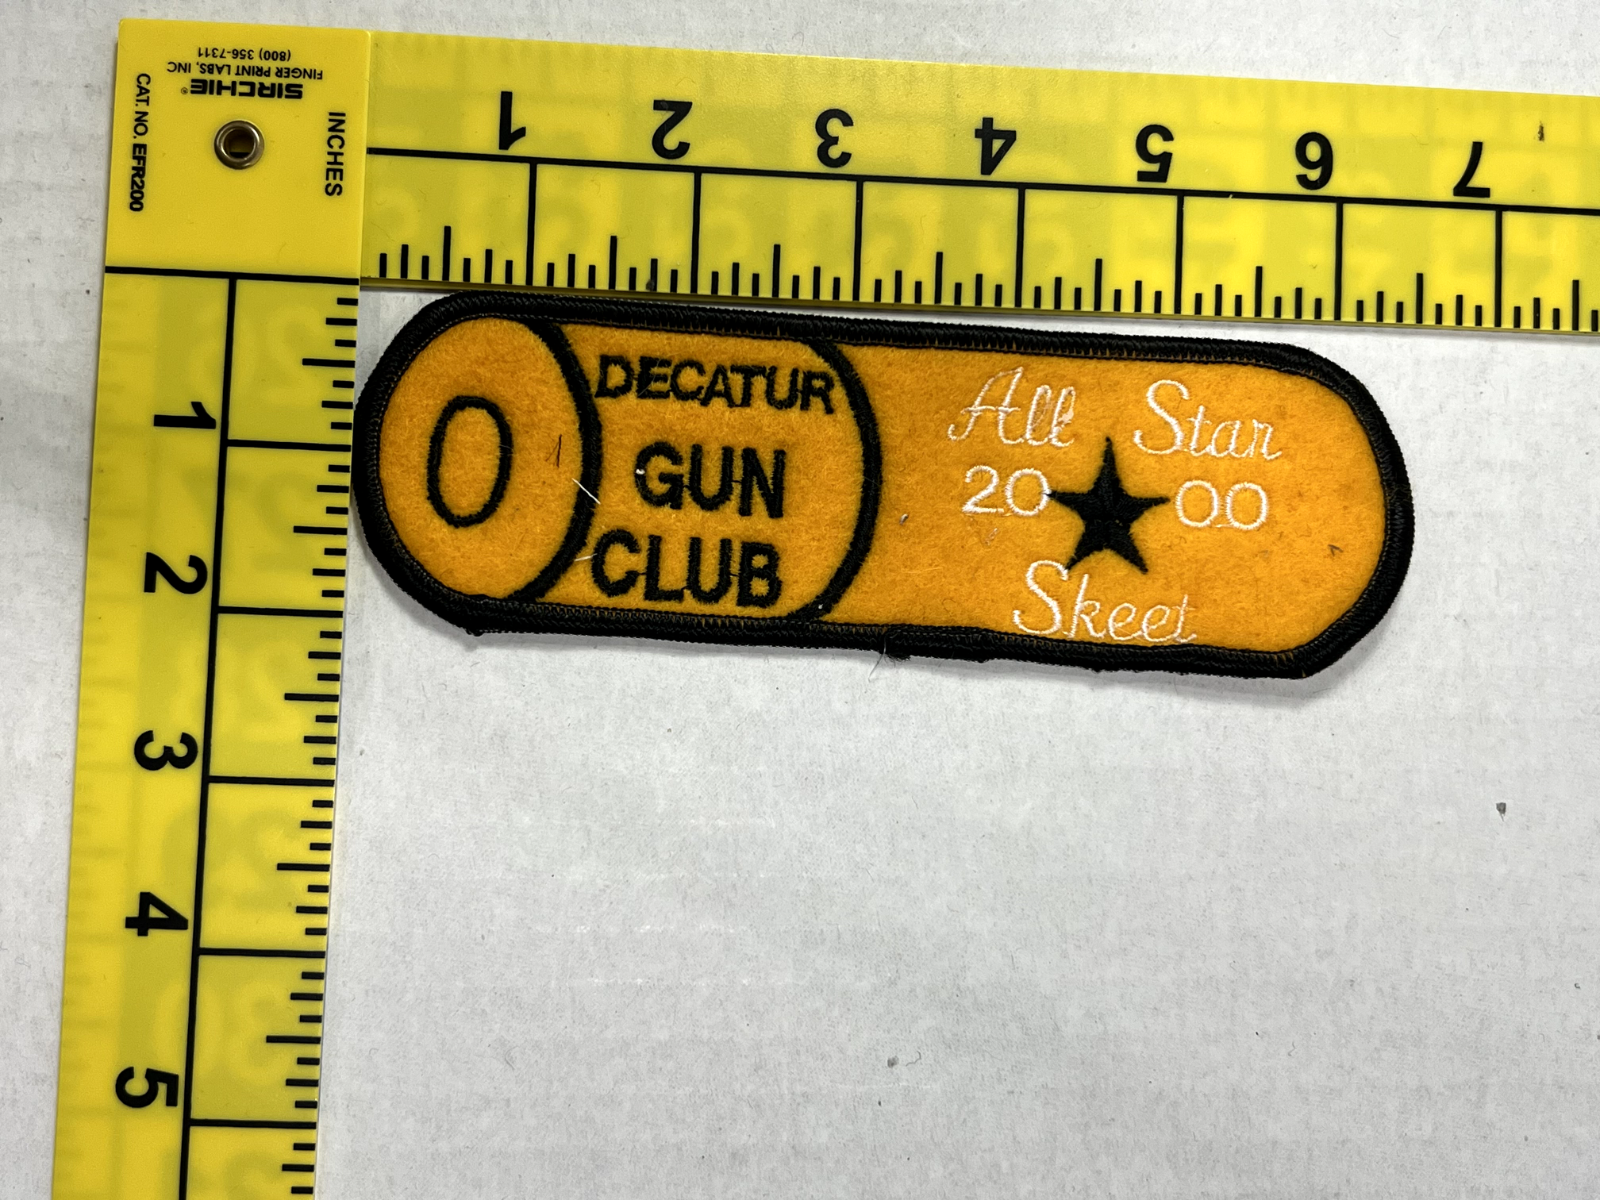 SIRCHIE®
FINGER PRINT LABS, INC
(800) 356-7311
CAT. NO. EFR200
INCHES
1 2 3 4 5 6 7
1
2
3
4
5
DECATUR
GUN
CLUB
All Star
20 00
Skeet